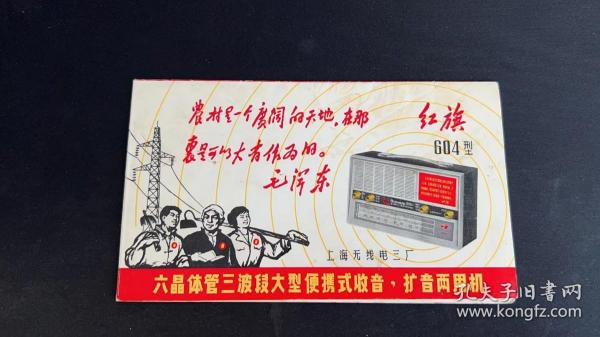 农村是一个广阔的天地，在那
里是可以大有作为的。
毛泽东
红旗
604型
上海无线电三厂
六晶体管三波段大型便携式收音，扩音两用机
孔夫子旧书网